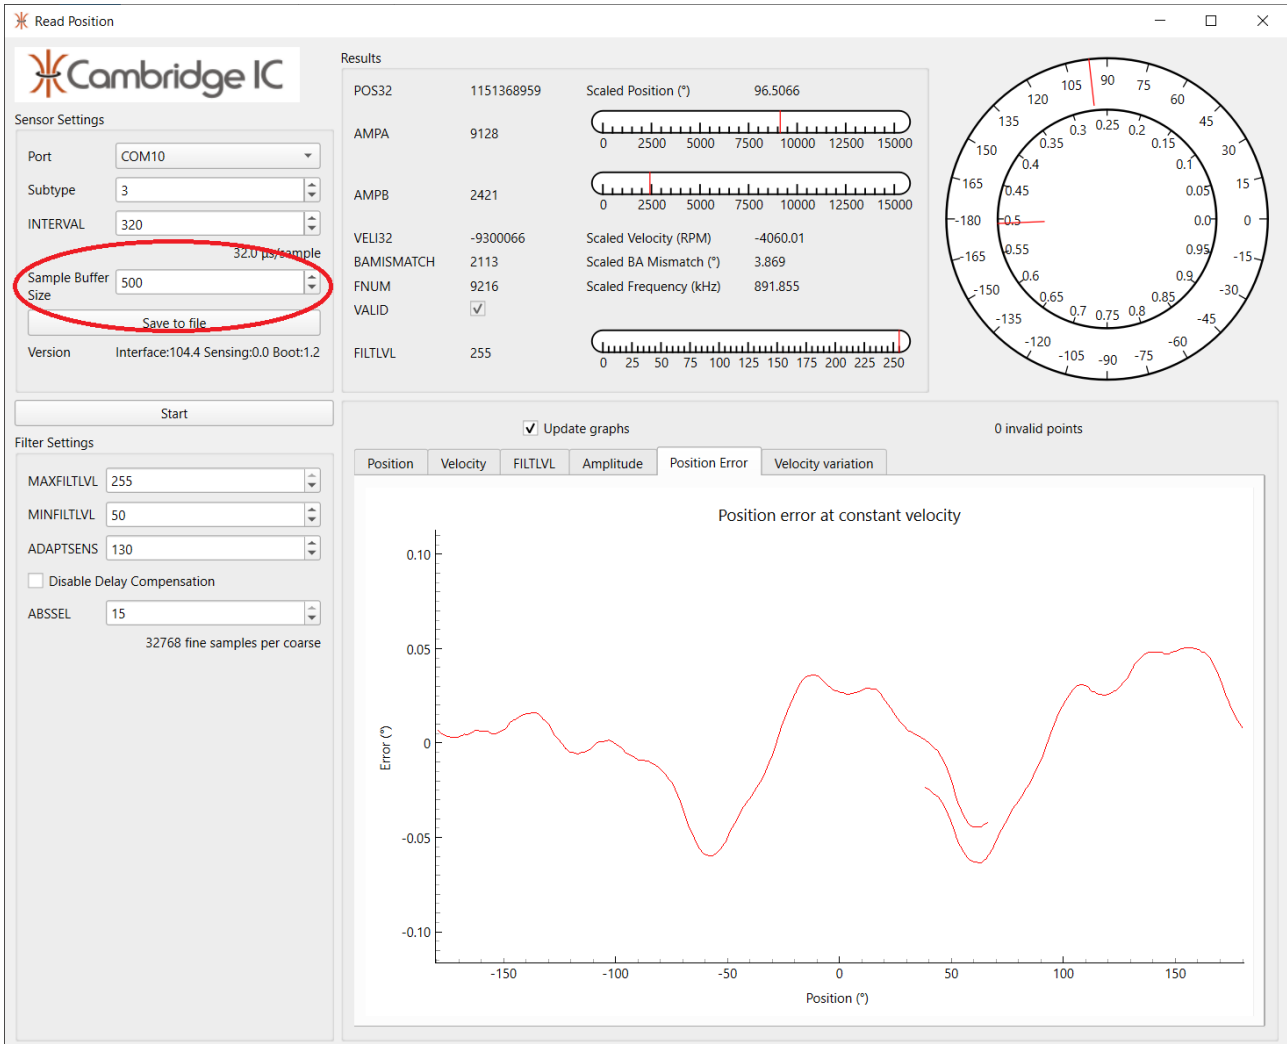 Read Position
Cambridge IC
Sensor Settings
Port COM10
Subtype 3
INTERVAL 320
32.0 µs/sample
Sample Buffer Size 500
Save to file
Version Interface:104.4 Sensing:0.0 Boot:1.2
Start
Filter Settings
MAXFILTLVL 255
MINFILTLVL 50
ADAPTSENS 130
Disable Delay Compensation
ABSSEL 15
32768 fine samples per coarse
Results
POS32 1151368959 Scaled Position (°) 96.5066
AMPA 9128
0 2500 5000 7500 10000 12500 15000
AMPB 2421
0 2500 5000 7500 10000 12500 15000
VELI32 -9300066 Scaled Velocity (RPM) -4060.01
BAMISMATCH 2113 Scaled BA Mismatch (°) 3.869
FNUM 9216 Scaled Frequency (kHz) 891.855
VALID
FILTLVL 255
0 25 50 75 100 125 150 175 200 225 250
90 75 60 45 30 15 0 -15 -30 -45 -60 -75 -90 -105 -120 -135 -150 -165 -180 165 150 135 120 105
0.25 0.2 0.15 0.1 0.05 0.0 0.95 0.9 0.85 0.8 0.75 0.7 0.65 0.6 0.55 0.5 0.45 0.4 0.35 0.3
Update graphs
0 invalid points
Position Velocity FILTLVL Amplitude Position Error Velocity variation
Position error at constant velocity
0.10
0.05
0
-0.05
-0.10
Error (°)
-150 -100 -50 0 50 100 150
Position (°)